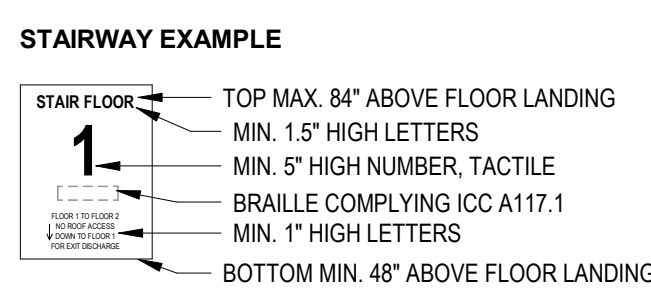 STAIRWAY EXAMPLE
STAIR FLOOR
1
FLOOR 1 TO FLOOR 2
NO ROOF ACCESS
DOWN TO FLOOR 1
FOR EXIT DISCHARGE
TOP MAX. 84" ABOVE FLOOR LANDING
MIN. 1.5" HIGH LETTERS
MIN. 5" HIGH NUMBER, TACTILE
BRAILLE COMPLYING ICC A117.1
MIN. 1" HIGH LETTERS
BOTTOM MIN. 48" ABOVE FLOOR LANDING